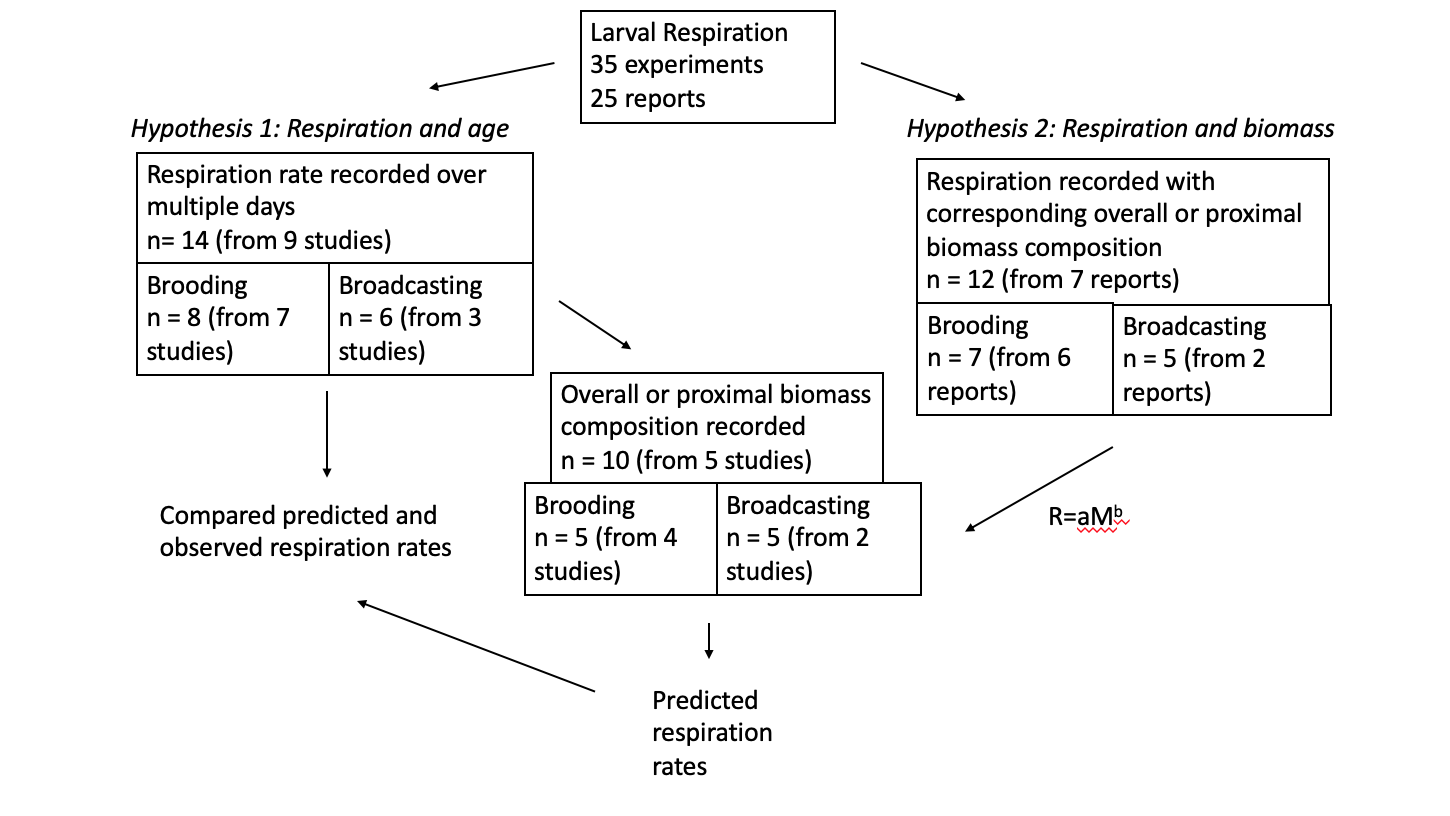 Larval Respiration
35 experiments
25 reports
Hypothesis 1: Respiration and age
Respiration rate recorded over
multiple days
n= 14 (from 9 studies)
Brooding
n = 8 (from 7
studies)
Broadcasting
n = 6 (from 3
studies)
Hypothesis 2: Respiration and biomass
Respiration recorded with
corresponding overall or proximal
biomass composition
n = 12 (from 7 reports)
Brooding
n = 7 (from 6
reports)
Broadcasting
n = 5 (from 2
reports)
Overall or proximal biomass
composition recorded
n = 10 (from 5 studies)
Brooding
n = 5 (from 4
studies)
Broadcasting
n = 5 (from 2
studies)
R=aMᵇ
Compared predicted and
observed respiration rates
Predicted
respiration
rates